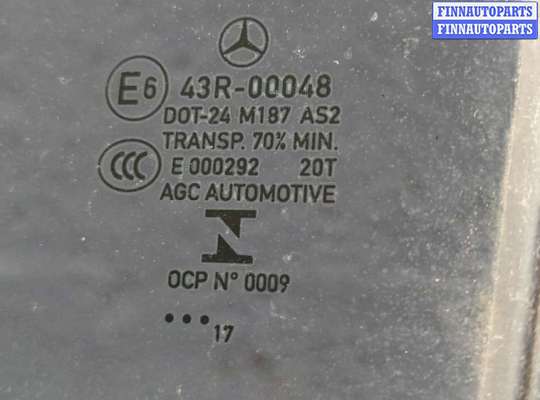 FINNAUTOPARTS
FINNAUTOPARTS
E6 43R-00048
DOT-24 M187 AS2
TRANSP. 70% MIN.
CCC E 000292 20T
AGC AUTOMOTIVE
N
OCP N° 0009
•••17